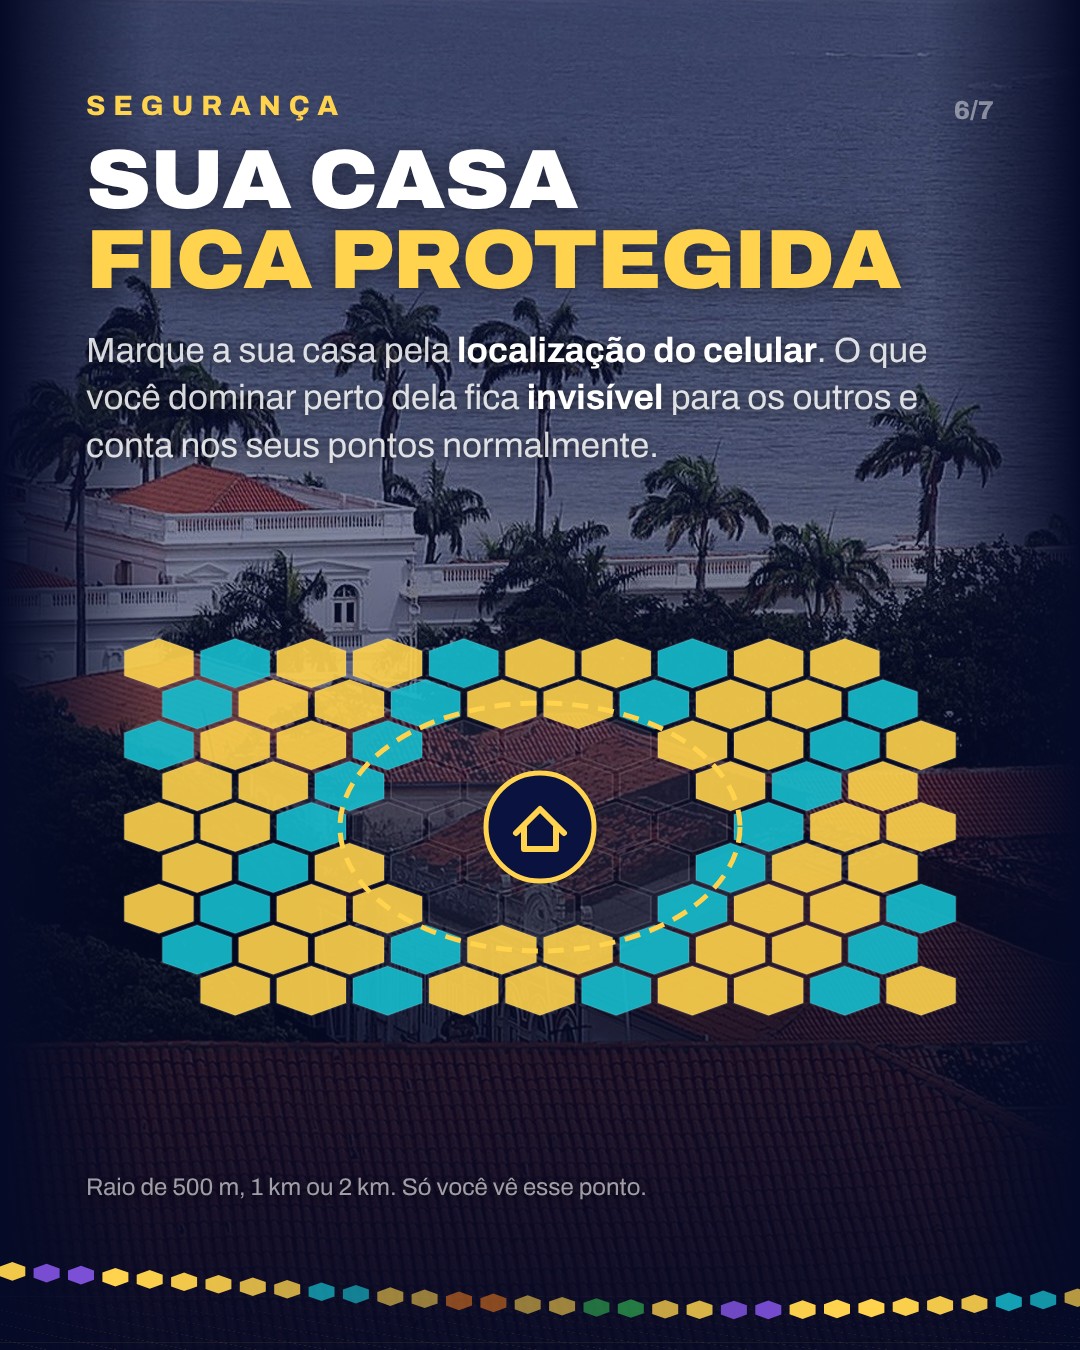 SEGURANÇA
6/7
SUA CASA
FICA PROTEGIDA
Marque a sua casa pela localização do celular. O que
você dominar perto dela fica invisível para os outros e
conta nos seus pontos normalmente.
Raio de 500 m, 1 km ou 2 km. Só você vê esse ponto.